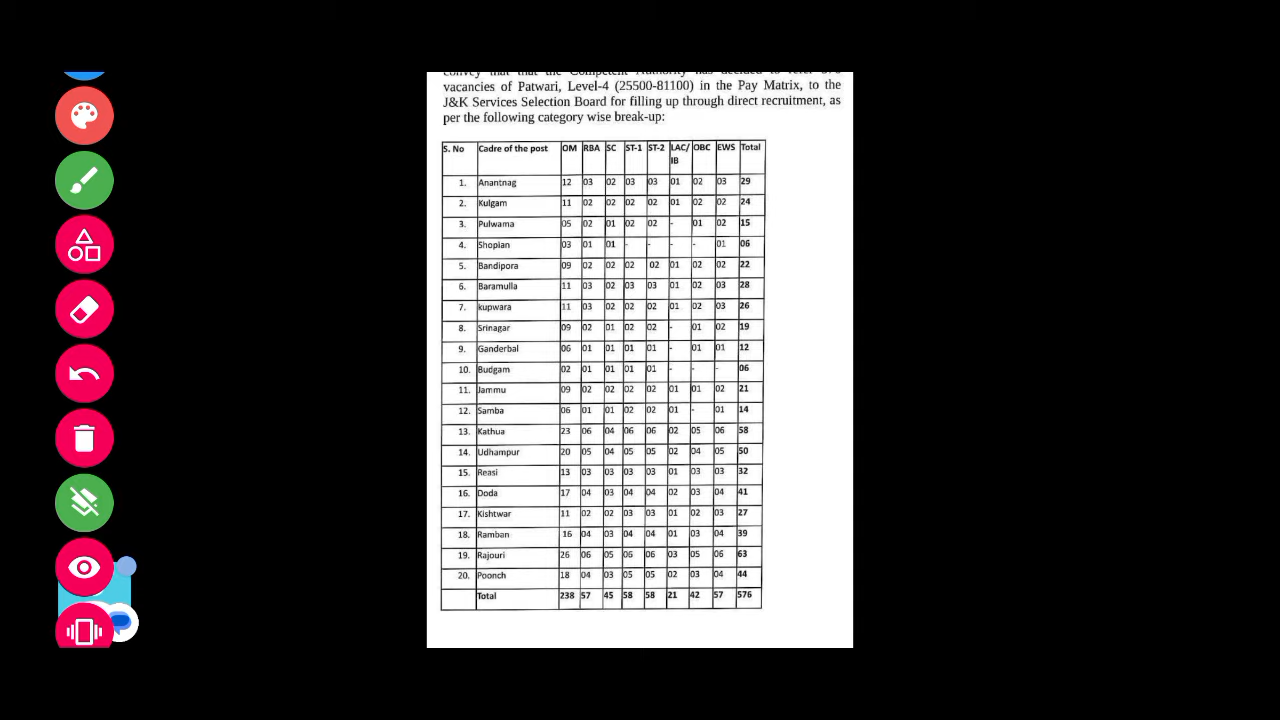 convey that that the Competent Authority has decided to refer 576
vacancies of Patwari, Level-4 (25500-81100) in the Pay Matrix, to the
J&K Services Selection Board for filling up through direct recruitment, as
per the following category wise break-up:
S. No Cadre of the post OM RBA SC ST-1 ST-2 LAC/ IB OBC EWS Total
1. Anantnag 12 03 02 03 03 01 02 03 29
2. Kulgam 11 02 02 02 02 01 02 02 24
3. Pulwama 05 02 01 02 02 - 01 02 15
4. Shopian 03 01 01 - - - - 01 06
5. Bandipora 09 02 02 02 02 01 02 02 22
6. Baramulla 11 03 02 03 03 01 02 03 28
7. kupwara 11 03 02 02 02 01 02 03 26
8. Srinagar 09 02 01 02 02 - 01 02 19
9. Ganderbal 06 01 01 01 01 - 01 01 12
10. Budgam 02 01 01 01 01 - - - 06
11. Jammu 09 02 02 02 02 01 01 02 21
12. Samba 06 01 01 02 02 01 - 01 14
13. Kathua 23 06 04 06 06 02 05 06 58
14. Udhampur 20 05 04 05 05 02 04 05 50
15. Reasi 13 03 03 03 03 01 03 03 32
16. Doda 17 04 03 04 04 02 03 04 41
17. Kishtwar 11 02 02 03 03 01 02 03 27
18. Ramban 16 04 03 04 04 01 03 04 39
19. Rajouri 26 06 05 06 06 03 05 06 63
20. Poonch 18 04 03 05 05 02 03 04 44
Total 238 57 45 58 58 21 42 57 576